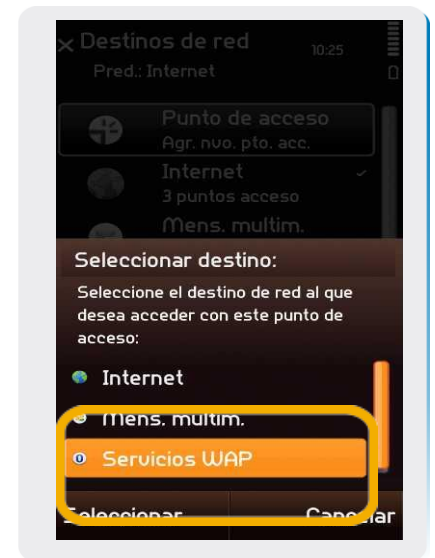 × Destinos de red 10:25
Pred.: Internet
Punto de acceso
Agr. nvo. pto. acc.
Internet
3 puntos acceso
Mens. multim.
Seleccionar destino:
Seleccione el destino de red al que
desea acceder con este punto de
acceso:
Internet
Mens. multim.
Servicios WAP
Seleccionar Cancelar